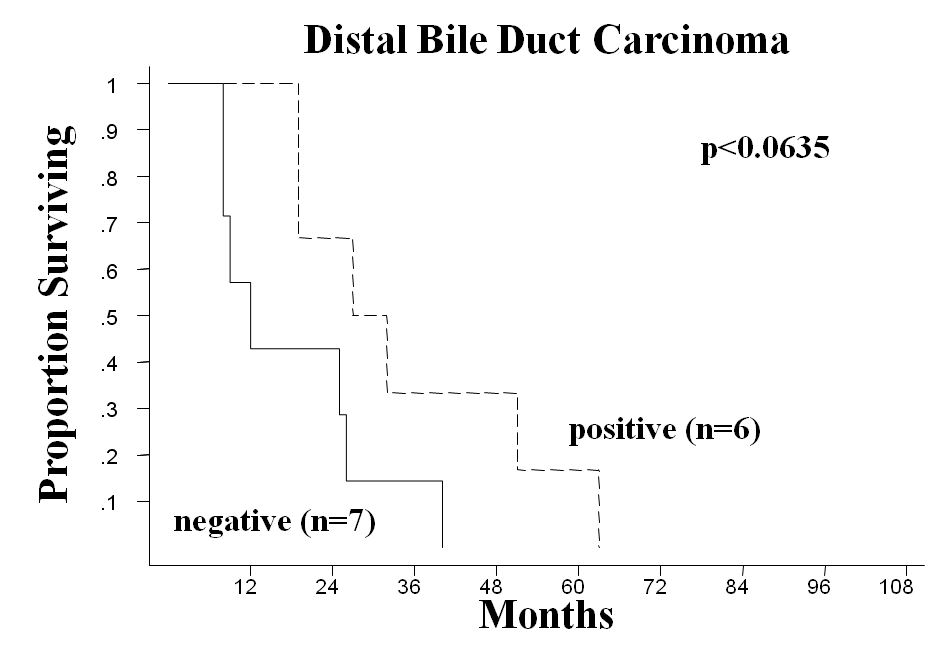 Distal Bile Duct Carcinoma
p<0.0635
Proportion Surviving
1
.9
.8
.7
.6
.5
.4
.3
.2
.1
positive (n=6)
negative (n=7)
12 24 36 48 60 72 84 96 108
Months